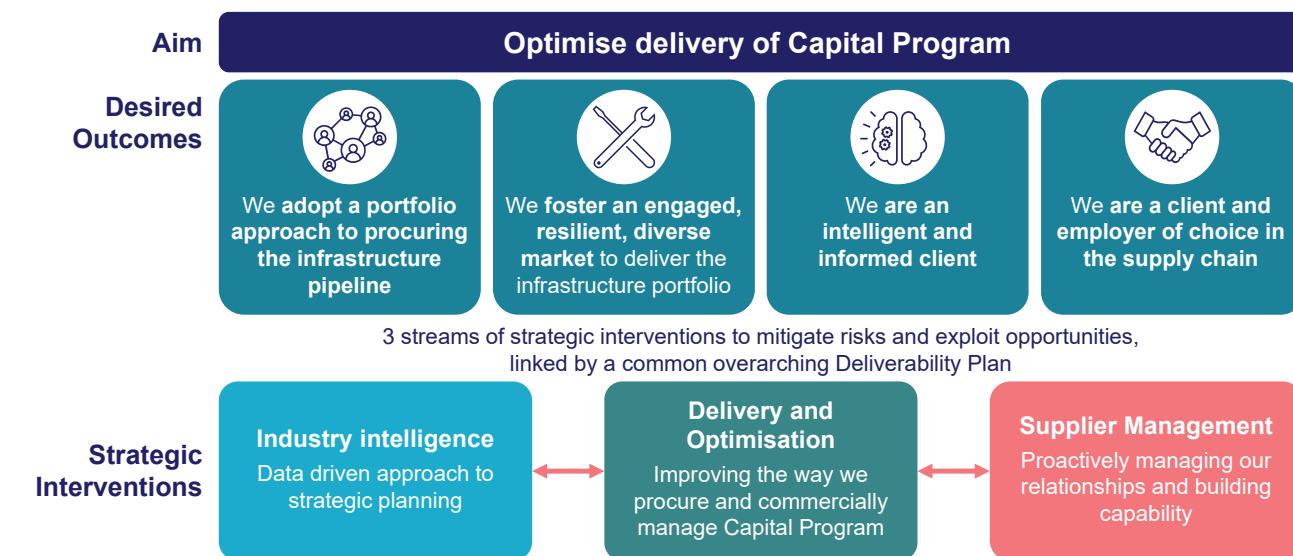 Aim
Optimise delivery of Capital Program
Desired
Outcomes
We adopt a portfolio
approach to procuring
the infrastructure
pipeline
We foster an engaged,
resilient, diverse
market to deliver the
infrastructure portfolio
We are an
intelligent and
informed client
We are a client and
employer of choice in
the supply chain
3 streams of strategic interventions to mitigate risks and exploit opportunities,
linked by a common overarching Deliverability Plan
Strategic
Interventions
Industry intelligence
Data driven approach to
strategic planning
Delivery and
Optimisation
Improving the way we
procure and commercially
manage Capital Program
Supplier Management
Proactively managing our
relationships and building
capability